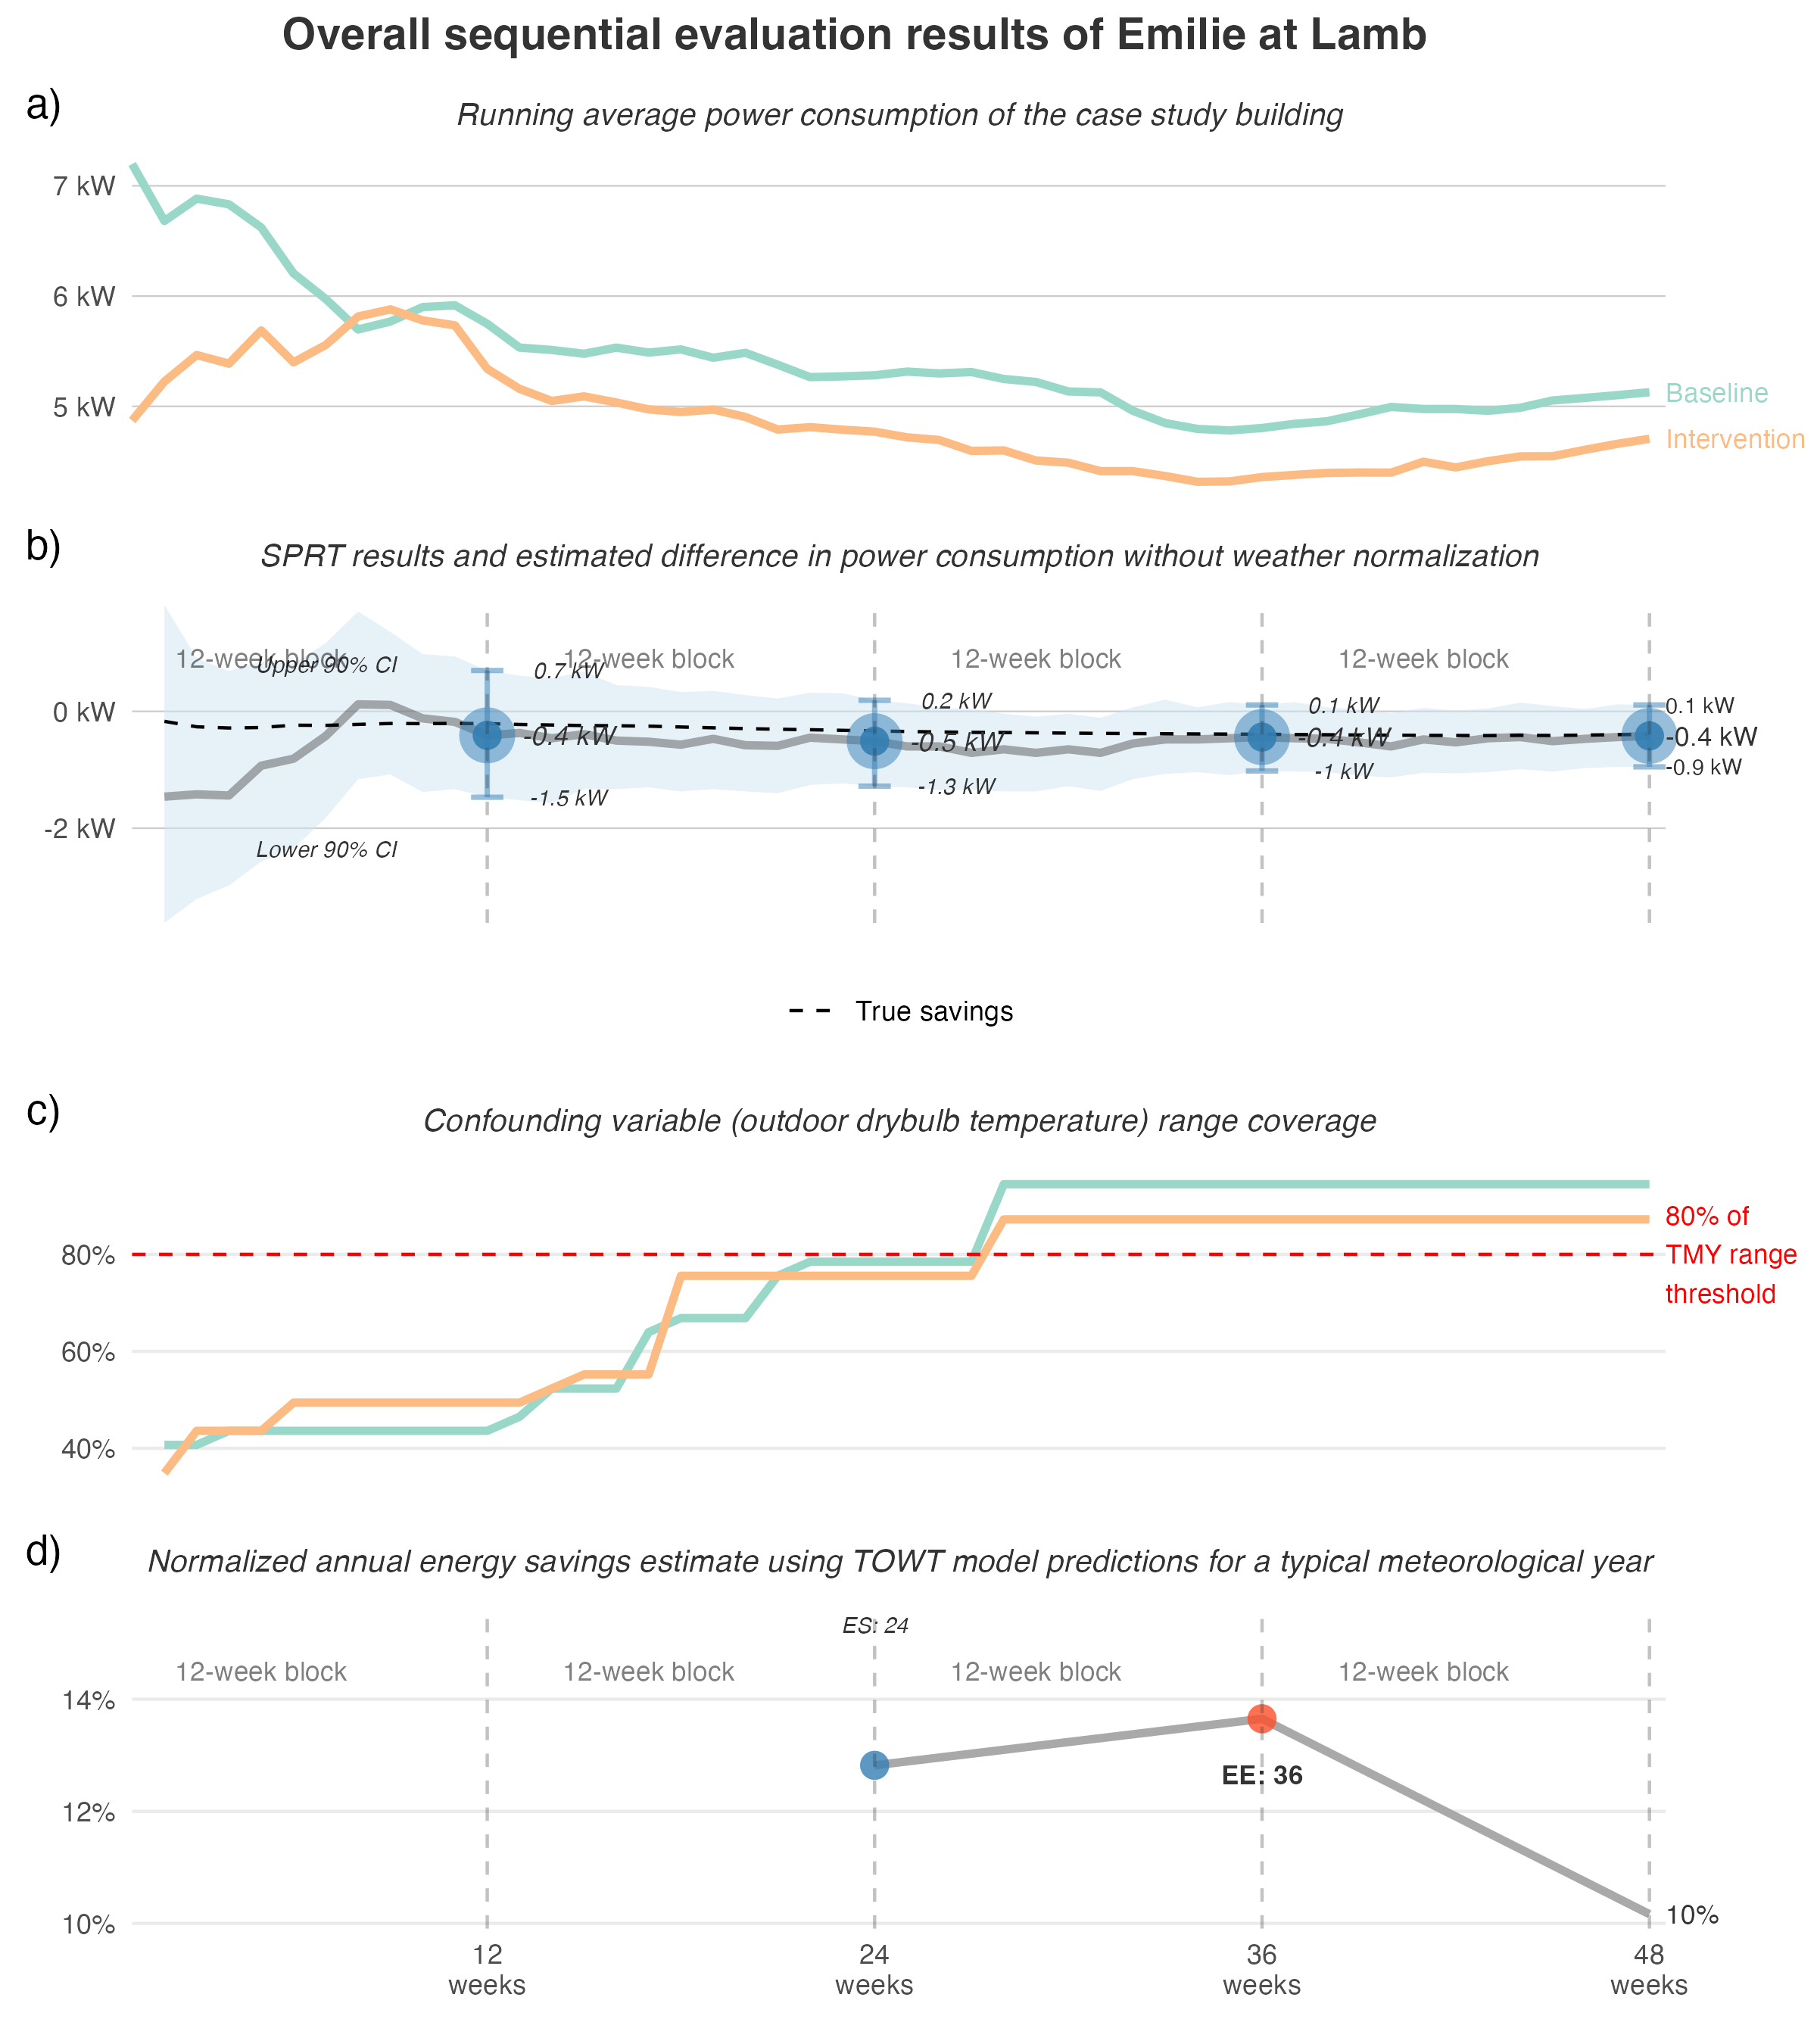 Overall sequential evaluation results of Emilie at Lamb
a)
Running average power consumption of the case study building
7 kW
6 kW
5 kW
Baseline
Intervention
b)
SPRT results and estimated difference in power consumption without weather normalization
12-week block
12-week block
12-week block
12-week block
Upper 90% CI
0.7 kW
0.2 kW
0.1 kW
0.1 kW
0 kW
-0.4 kW
-0.5 kW
-0.4 kW
-0.4 kW
-1.5 kW
-1.3 kW
-1 kW
-0.9 kW
-2 kW
Lower 90% CI
True savings
c)
Confounding variable (outdoor drybulb temperature) range coverage
80%
60%
40%
80% of
TMY range
threshold
d)
Normalized annual energy savings estimate using TOWT model predictions for a typical meteorological year
ES: 24
12-week block
12-week block
12-week block
12-week block
14%
EE: 36
12%
10%
10%
12
weeks
24
weeks
36
weeks
48
weeks